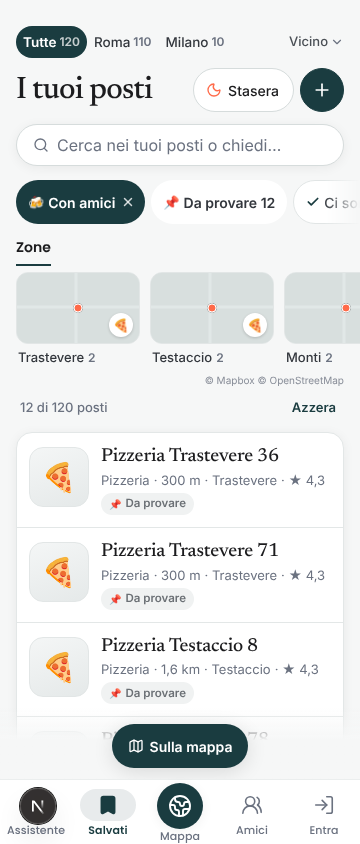 Tutte 120 Roma 110 Milano 10 Vicino
I tuoi posti
Stasera
Cerca nei tuoi posti o chiedi...
Con amici × Da provare 12 Ci so
Zone
Trastevere 2 Testaccio 2 Monti 2
© Mapbox © OpenStreetMap
12 di 120 posti Azzera
Pizzeria Trastevere 36
Pizzeria · 300 m · Trastevere · ★ 4,3
Da provare
Pizzeria Trastevere 71
Pizzeria · 300 m · Trastevere · ★ 4,3
Da provare
Pizzeria Testaccio 8
Pizzeria · 1,6 km · Testaccio · ★ 4,3
Da provare
Sulla mappa
N
Assistente Salvati Mappa Amici Entra